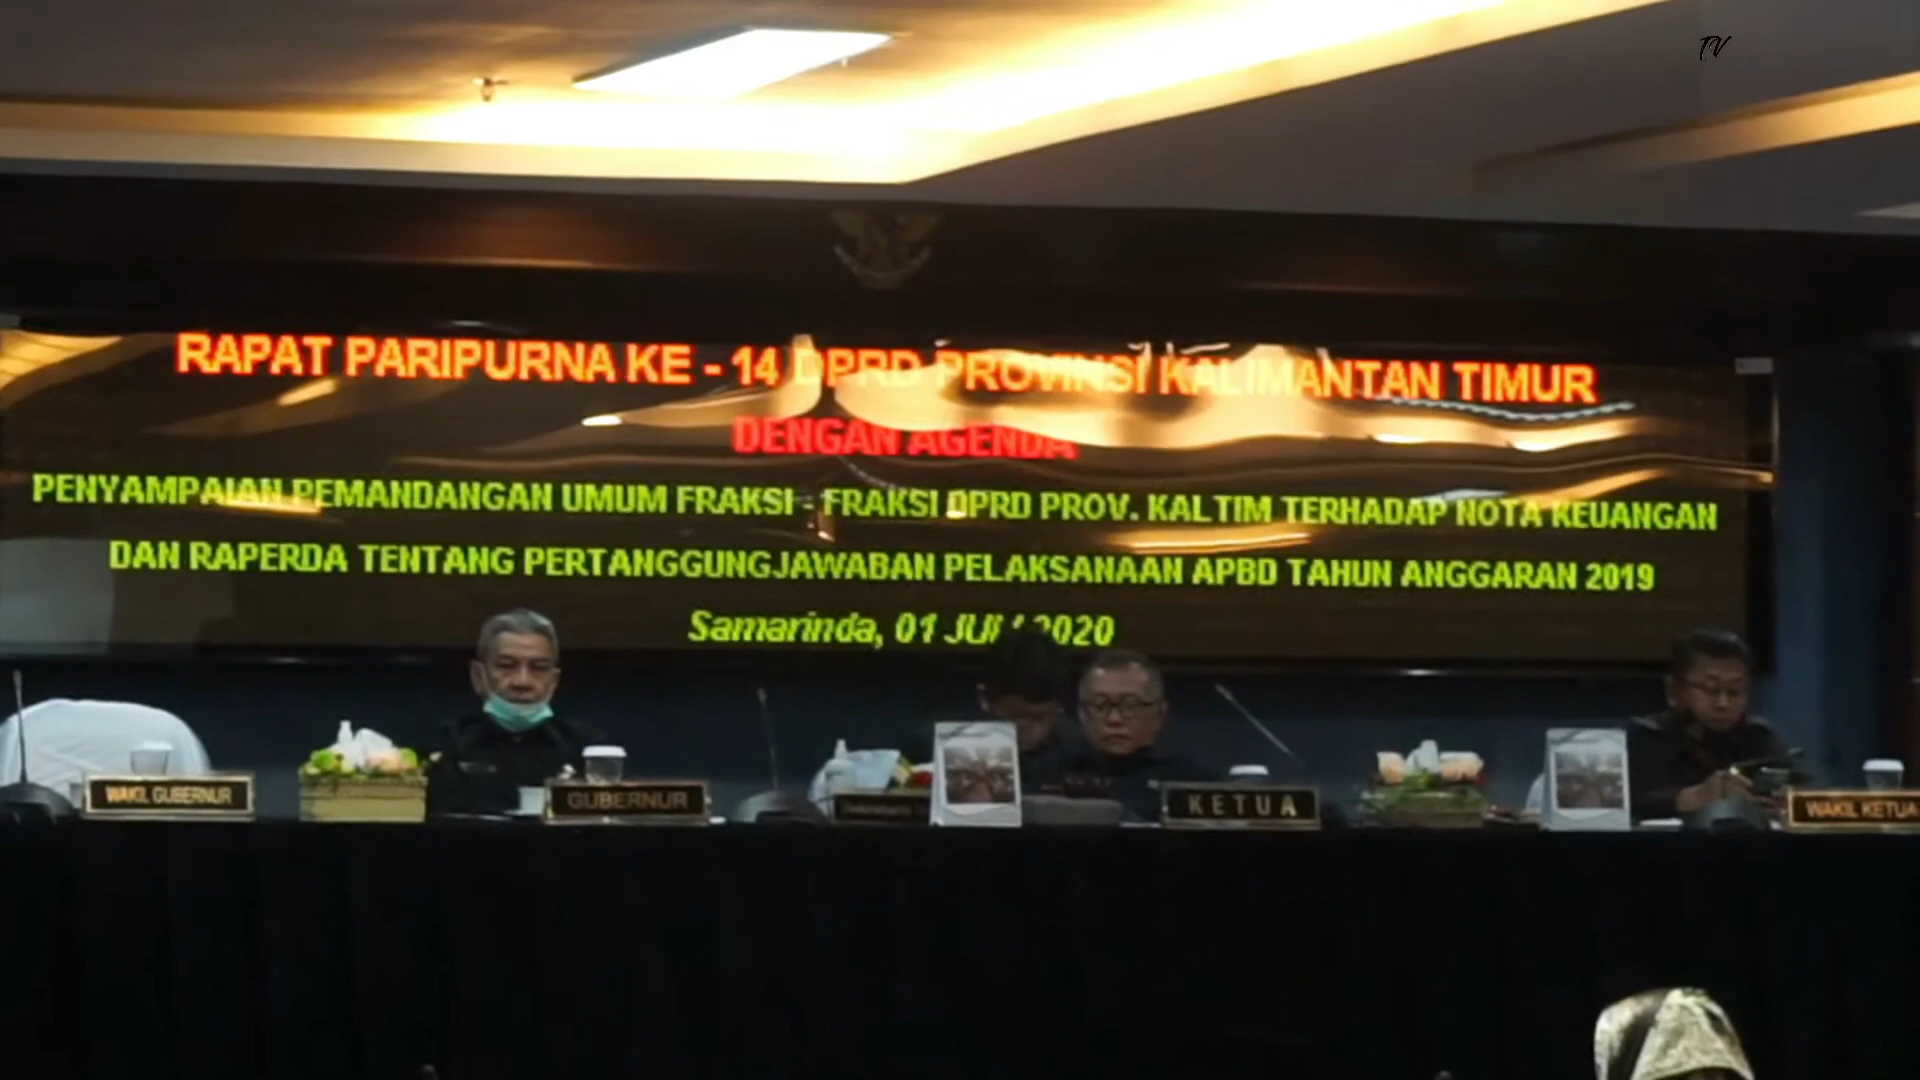 TV
RAPAT PARIPURNA KE - 14 DPRD PROVINSI KALIMANTAN TIMUR
DENGAN AGENDA
PENYAMPAIAN PEMANDANGAN UMUM FRAKSI - FRAKSI DPRD PROV. KALTIM TERHADAP NOTA KEUANGAN
DAN RAPERDA TENTANG PERTANGGUNGJAWABAN PELAKSANAAN APBD TAHUN ANGGARAN 2019
Samarinda, 01 2020
WAKIL GUBERNUR
GUBERNUR
KETUA
WAKIL KETUA